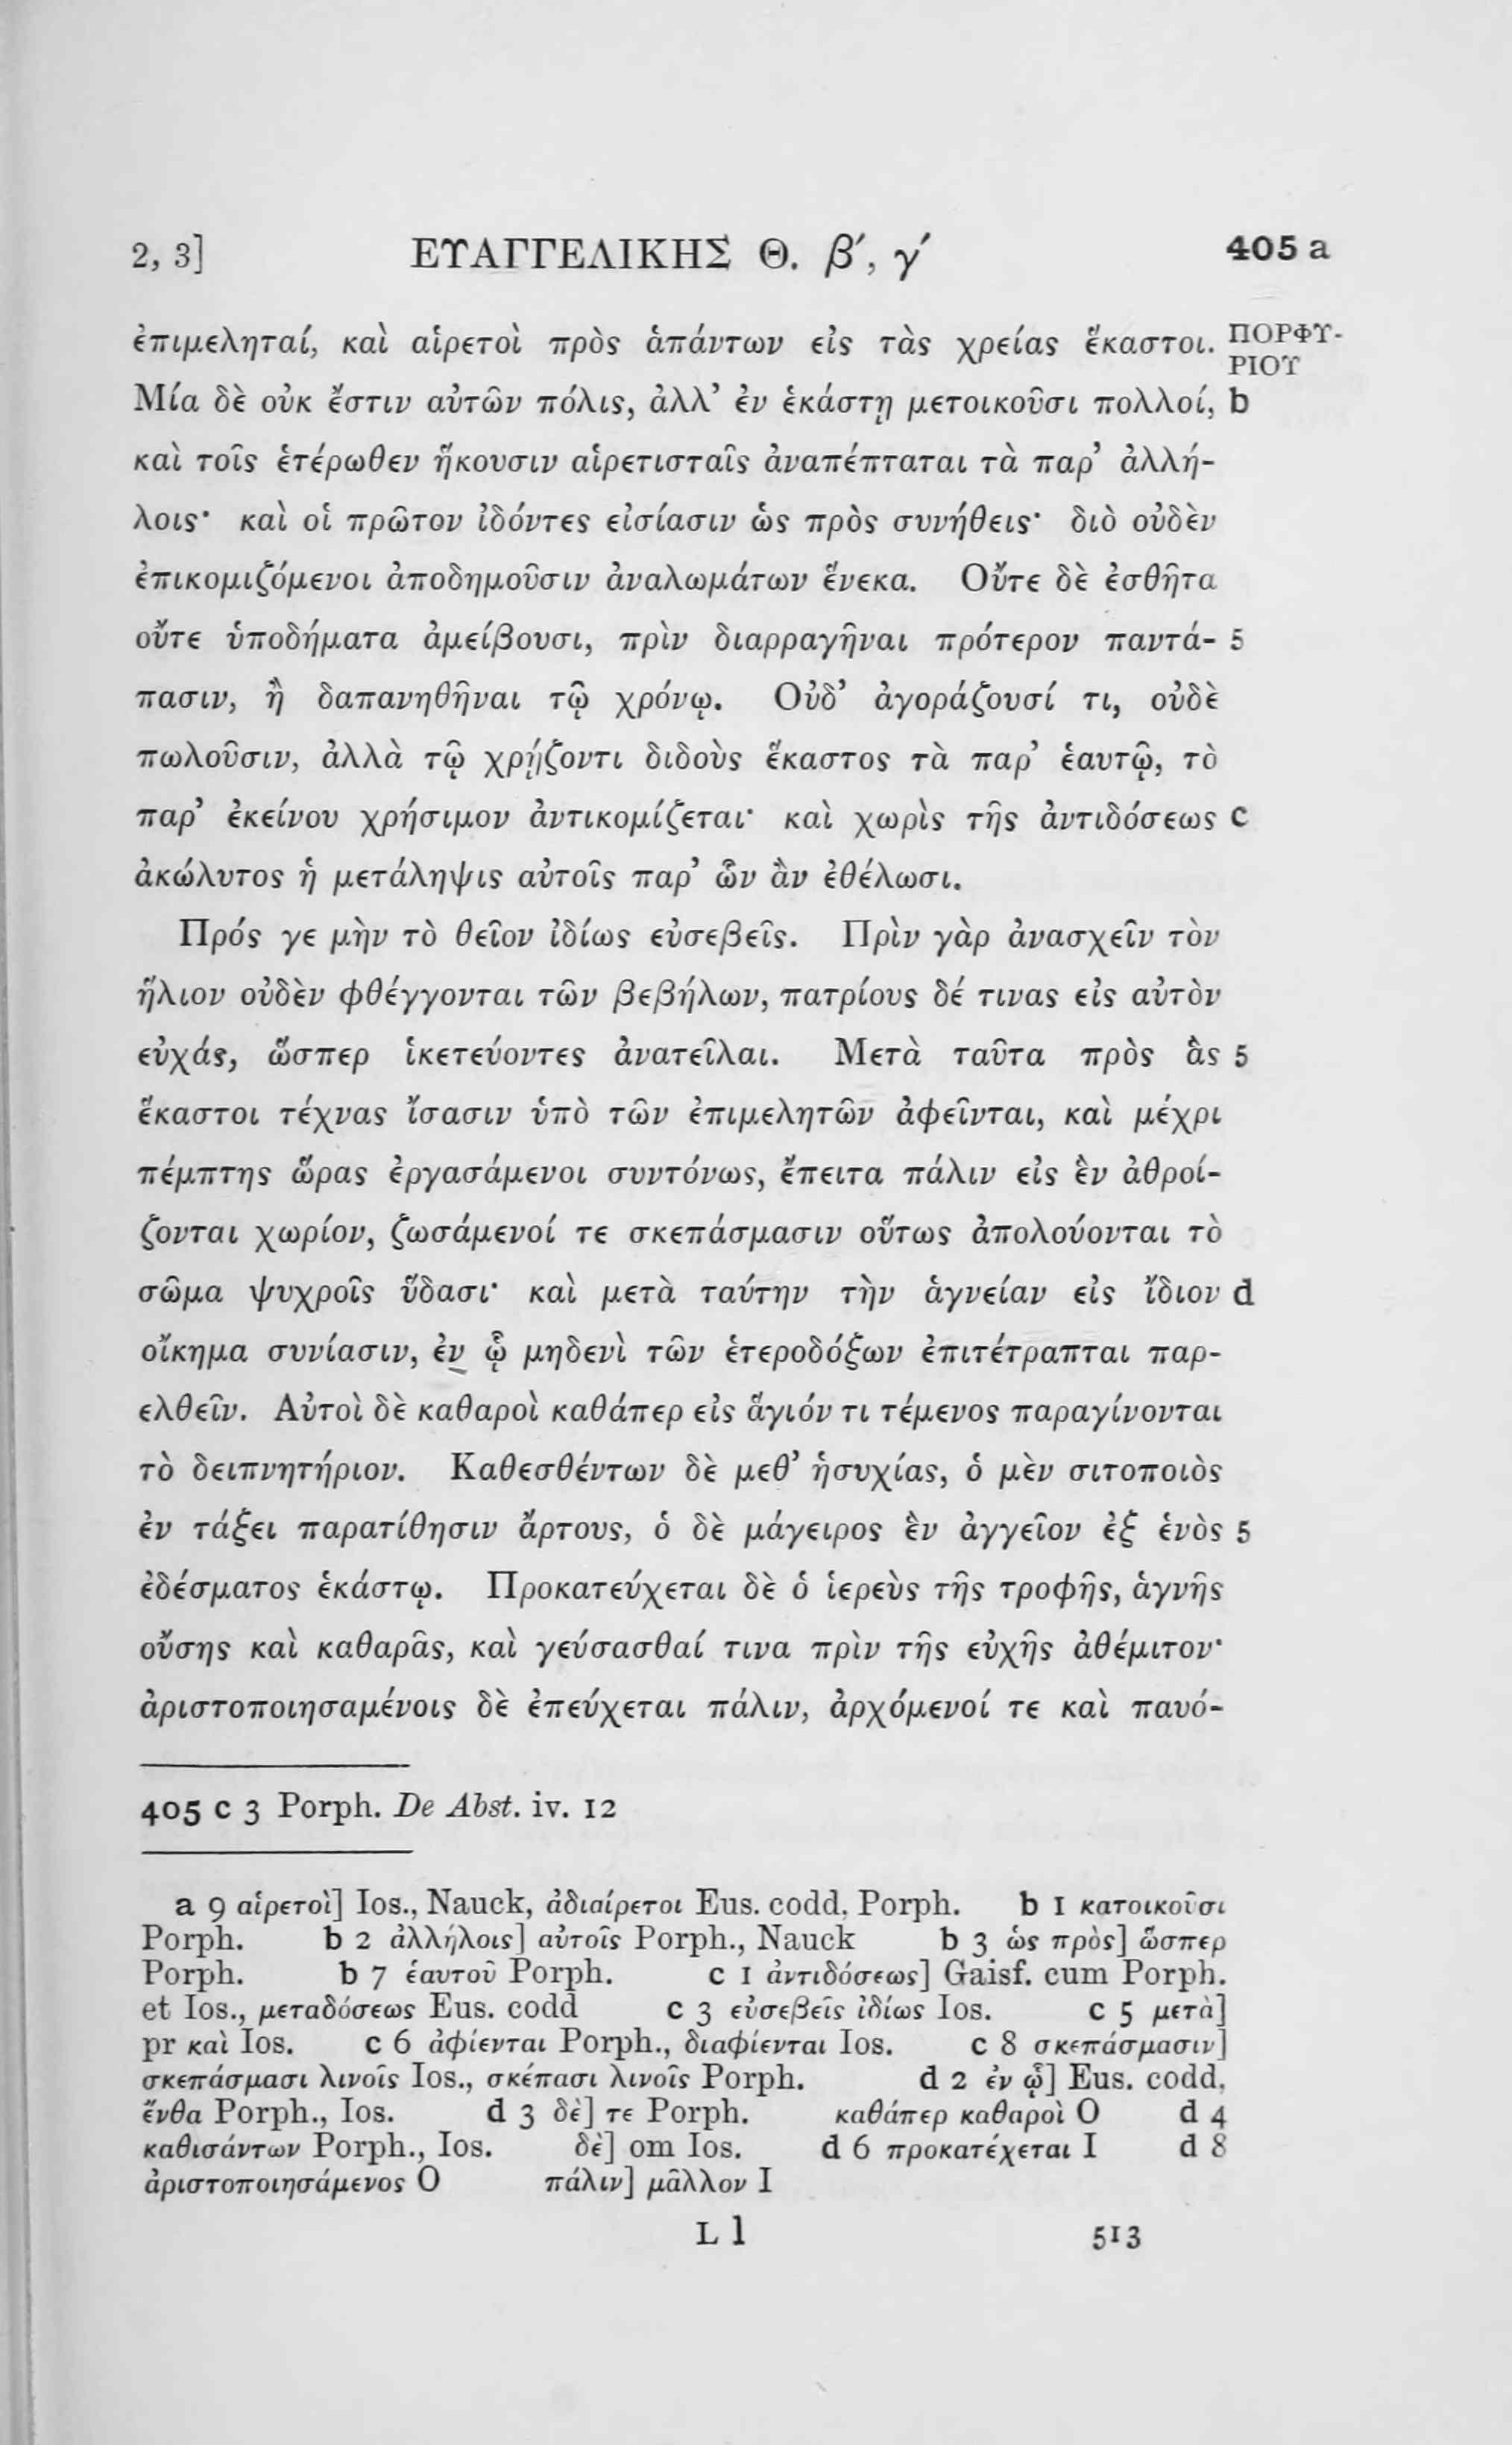 2, 3] ΕΥΑΓΓΕΛΙΚΗΣ Θ. β′, γ′ 405 a
ἐπιμεληταί, καὶ αἱρετοὶ πρὸς ἁπάντων εἰς τὰς χρείας ἕκαστοι. ΠΟΡΦΥ-
ΡΙΟΥ
Μία δὲ οὐκ ἔστιν αὐτῶν πόλις, ἀλλ’ ἐν ἑκάστῃ μετοικοῦσι πολλοί, b
καὶ τοῖς ἑτέρωθεν ἥκουσιν αἱρετισταῖς ἀναπέπταται τὰ παρ’ ἀλλή-
λοις· καὶ οἱ πρῶτον ἰδόντες εἰσίασιν ὡς πρὸς συνήθεις· διὸ οὐδὲν
ἐπικομιζόμενοι ἀποδημοῦσιν ἀναλωμάτων ἕνεκα. Οὔτε δὲ ἐσθῆτα
οὔτε ὑποδήματα ἀμείβουσι, πρὶν διαρραγῆναι πρότερον παντά- 5
πασιν, ἢ δαπανηθῆναι τῷ χρόνῳ. Οὐδ’ ἀγοράζουσί τι, οὐδὲ
πωλοῦσιν, ἀλλὰ τῷ χρῄζοντι διδοὺς ἕκαστος τὰ παρ’ ἑαυτῷ, τὸ
παρ’ ἐκείνου χρήσιμον ἀντικομίζεται· καὶ χωρὶς τῆς ἀντιδόσεως c
ἀκώλυτος ἡ μετάληψις αὐτοῖς παρ’ ὧν ἂν ἐθέλωσι.
Πρός γε μὴν τὸ θεῖον ἰδίως εὐσεβεῖς. Πρὶν γὰρ ἀνασχεῖν τὸν
ἥλιον οὐδὲν φθέγγονται τῶν βεβήλων, πατρίους δέ τινας εἰς αὐτὸν
εὐχάς, ὥσπερ ἱκετεύοντες ἀνατεῖλαι. Μετὰ ταῦτα πρὸς ἃς 5
ἕκαστοι τέχνας ἴσασιν ὑπὸ τῶν ἐπιμελητῶν ἀφεῖνται, καὶ μέχρι
πέμπτης ὥρας ἐργασάμενοι συντόνως, ἔπειτα πάλιν εἰς ἓν ἀθροί-
ζονται χωρίον, ζωσάμενοί τε σκεπάσμασιν οὕτως ἀπολούονται τὸ
σῶμα ψυχροῖς ὕδασι· καὶ μετὰ ταύτην τὴν ἁγνείαν εἰς ἴδιον d
οἴκημα συνίασιν, ἐν ᾧ μηδενὶ τῶν ἑτεροδόξων ἐπιτέτραπται παρ-
ελθεῖν. Αὐτοὶ δὲ καθαροὶ καθάπερ εἰς ἅγιόν τι τέμενος παραγίνονται
τὸ δειπνητήριον. Καθεσθέντων δὲ μεθ’ ἡσυχίας, ὁ μὲν σιτοποιὸς
ἐν τάξει παρατίθησιν ἄρτους, ὁ δὲ μάγειρος ἓν ἀγγεῖον ἐξ ἑνὸς 5
ἐδέσματος ἑκάστῳ. Προκατεύχεται δὲ ὁ ἱερεὺς τῆς τροφῆς, ἁγνῆς
οὔσης καὶ καθαρᾶς, καὶ γεύσασθαί τινα πρὶν τῆς εὐχῆς ἀθέμιτον·
ἀριστοποιησαμένοις δὲ ἐπεύχεται πάλιν, ἀρχόμενοί τε καὶ παυό-
405 c 3 Porph. De Abst. iv. 12
a 9 αἱρετοὶ] Ios., Nauck, ἀδιαίρετοι Eus. codd, Porph. b 1 κατοικοῦσι
Porph. b 2 ἀλλήλοις] αὐτοῖς Porph., Nauck b 3 ὡς πρὸς] ὥσπερ
Porph. b 7 ἑαυτοῦ Porph. c 1 ἀντιδόσεως] Gaisf. cum Porph.
et Ios., μεταδόσεως Eus. codd c 3 εὐσεβεῖς ἰδίως Ios. c 5 μετὰ]
pr καὶ Ios. c 6 ἀφίενται Porph., διαφίενται Ios. c 8 σκεπάσμασιν]
σκεπάσμασι λινοῖς Ios., σκέπασι λινοῖς Porph. d 2 ἐν ᾧ] Eus. codd,
ἔνθα Porph., Ios. d 3 δὲ] τε Porph. καθάπερ καθαροὶ O d 4
καθισάντων Porph., Ios. δὲ] om Ios. d 6 προκατέχεται I d 8
ἀριστοποιησάμενος O πάλιν] μᾶλλον I
L l 513